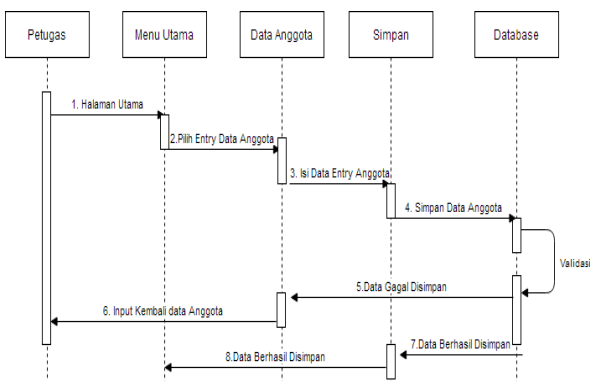 Petugas
Menu Utama
Data Anggota
Simpan
Database
1. Halaman Utama
2.Pilih Entry Data Anggota
3. Isi Data Entry Anggota
4. Simpan Data Anggota
Validasi
5.Data Gagal Disimpan
6. Input Kembali data Anggota
7.Data Berhasil Disimpan
8.Data Berhasil Disimpan